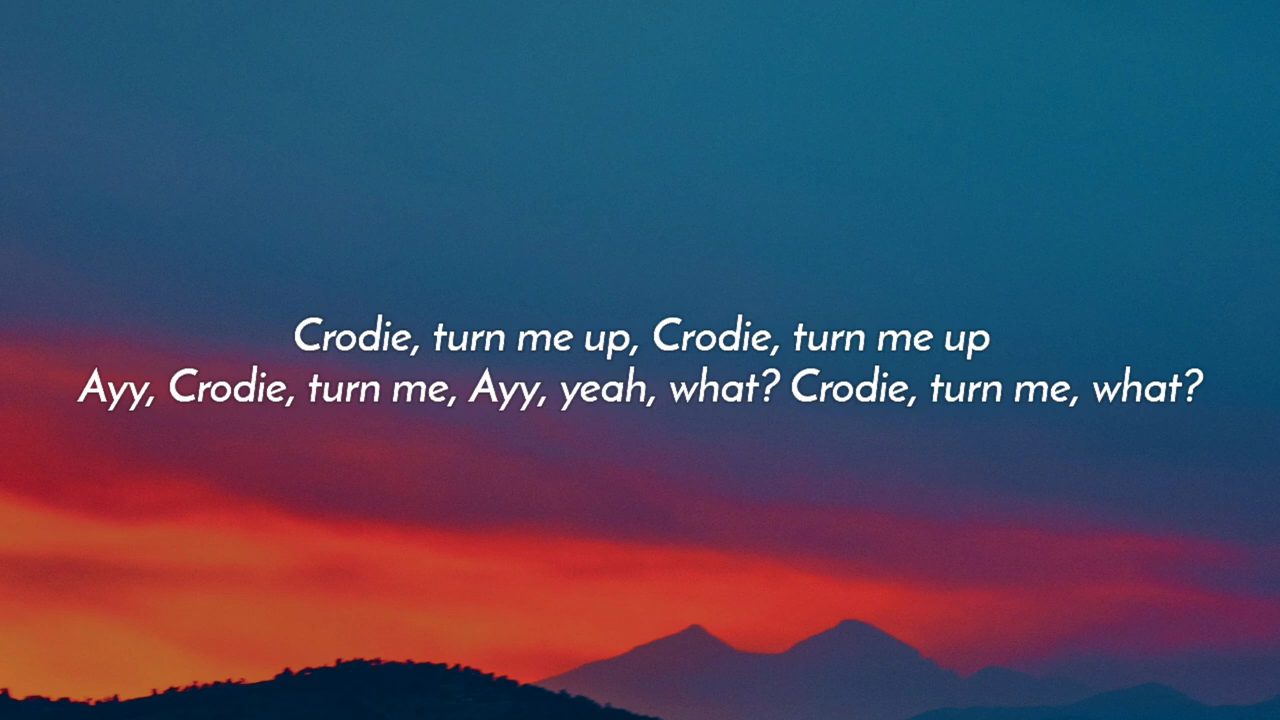 Crodie, turn me up, Crodie, turn me up
Ayy, Crodie, turn me, Ayy, yeah, what? Crodie, turn me, what?